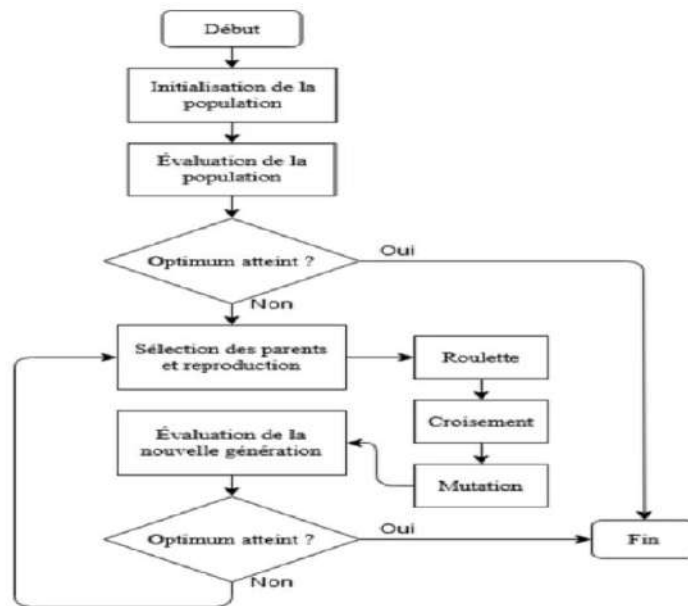 Début
Initialisation de la
population
Évaluation de la
population
Optimum atteint ?
Oui
Non
Sélection des parents
et reproduction
Roulette
Croisement
Mutation
Évaluation de la
nouvelle génération
Optimum atteint ?
Oui
Non
Fin